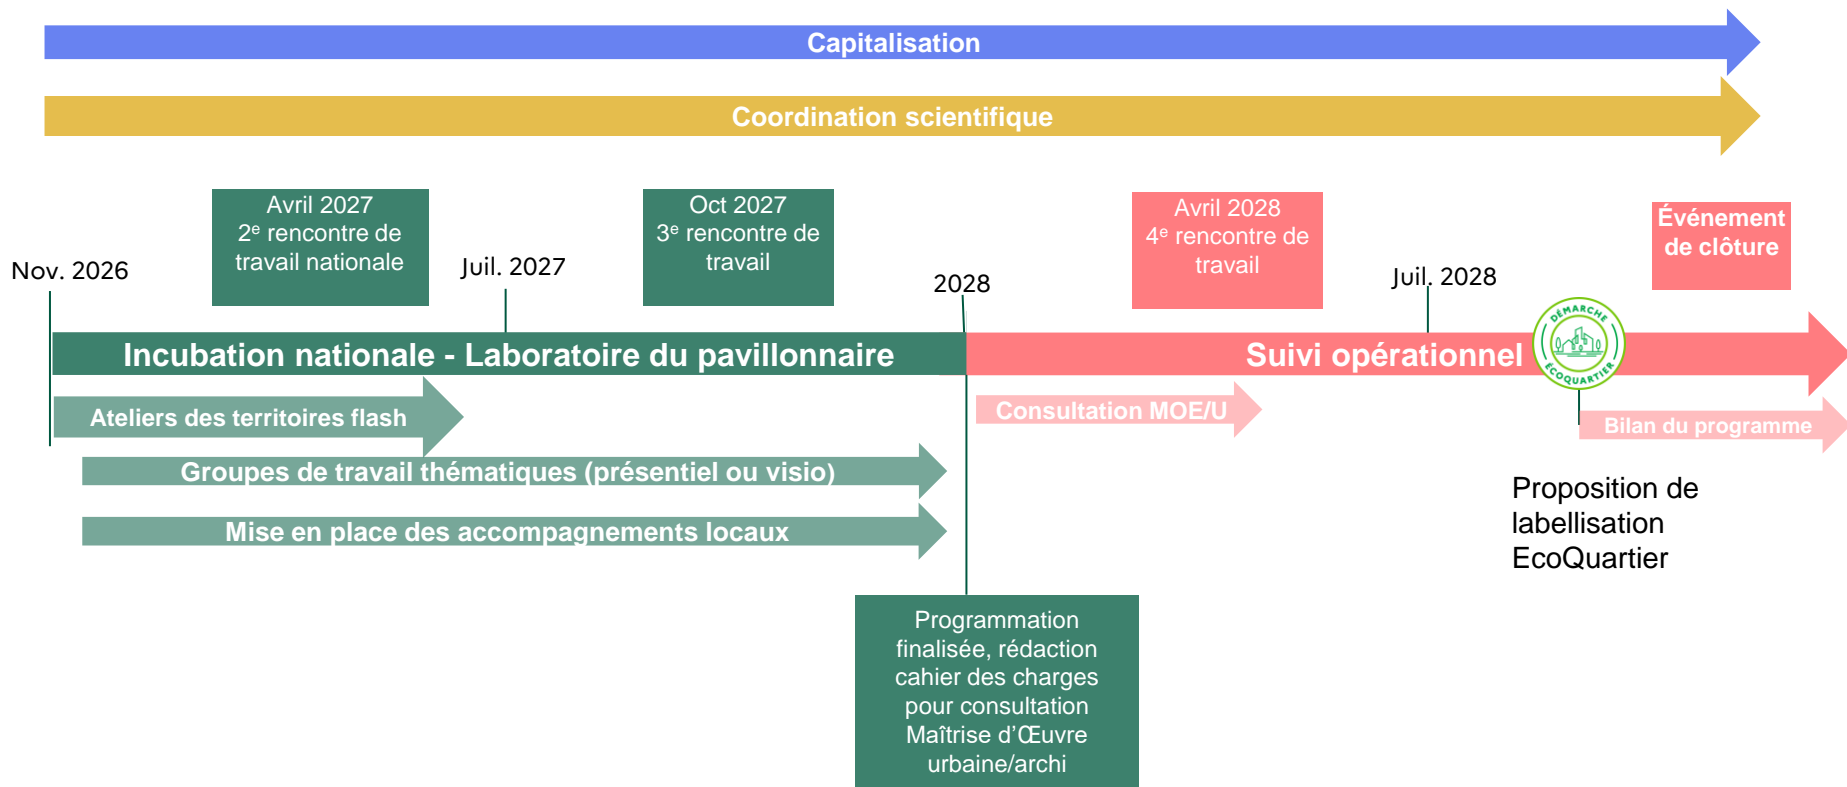 Capitalisation
Coordination scientifique
Avril 2027
2e rencontre de
travail nationale
Oct 2027
3e rencontre de
travail
Avril 2028
4e rencontre de
travail
Événement
de clôture
Nov. 2026
Juil. 2027
2028
Juil. 2028
Incubation nationale - Laboratoire du pavillonnaire
Suivi opérationnel
DÉMARCHE
ÉCOQUARTIER
Ateliers des territoires flash
Consultation MOE/U
Bilan du programme
Groupes de travail thématiques (présentiel ou visio)
Mise en place des accompagnements locaux
Proposition de
labellisation
EcoQuartier
Programmation
finalisée, rédaction
cahier des charges
pour consultation
Maîtrise d'Œuvre
urbaine/archi